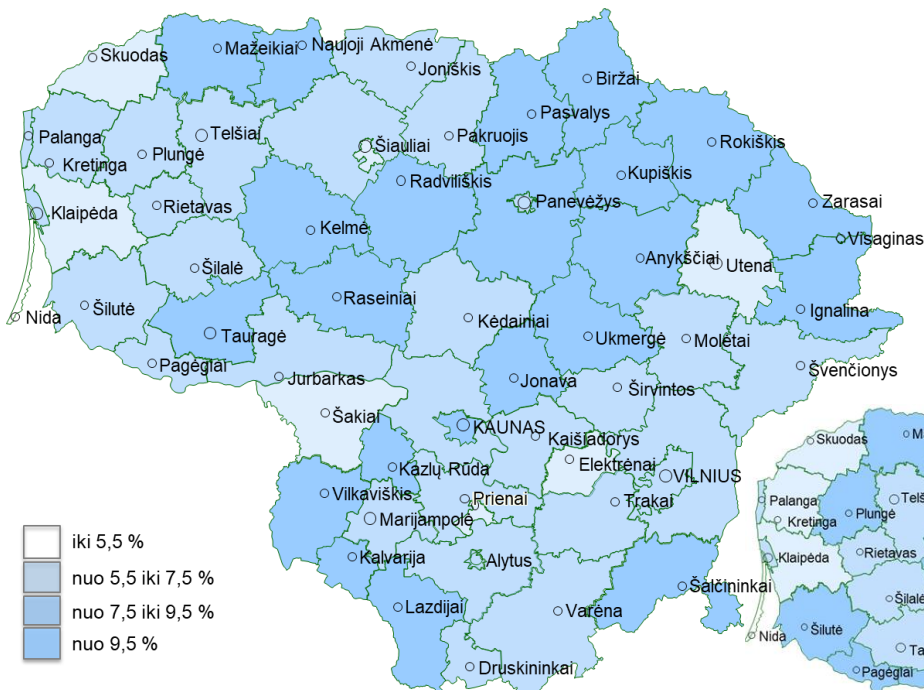 Skuodas
Mažeikiai
Naujoji Akmenė
Joniškis
Biržai
Pasvalys
Palanga
Telšiai
Šiauliai
Pakruojis
Rokiškis
Kretinga
Plungė
Radviliškis
Kupiškis
Klaipėda
Rietavas
Panevėžys
Zarasai
Kelmė
Visaginas
Šilalė
Anykščiai
Utena
Nida
Šilutė
Raseiniai
Kėdainiai
Ignalina
Tauragė
Ukmergė
Molėtai
Pagėgiai
Jurbarkas
Jonava
Širvintos
Švenčionys
Šakiai
KAUNAS
Kaišiadorys
Kazlų Rūda
Elektrėnai
VILNIUS
Vilkaviškis
Prienai
Trakai
Marijampolė
Kalvarija
Alytus
Šalčininkai
Lazdijai
Varėna
Druskininkai
iki 5,5 %
nuo 5,5 iki 7,5 %
nuo 7,5 iki 9,5 %
nuo 9,5 %
Skuodas
M
Palanga
Telš
Plungė
Kretinga
Klaipėda
Rietavas
Šilalė
Nida
Šilutė
Ta
Pagėgiai